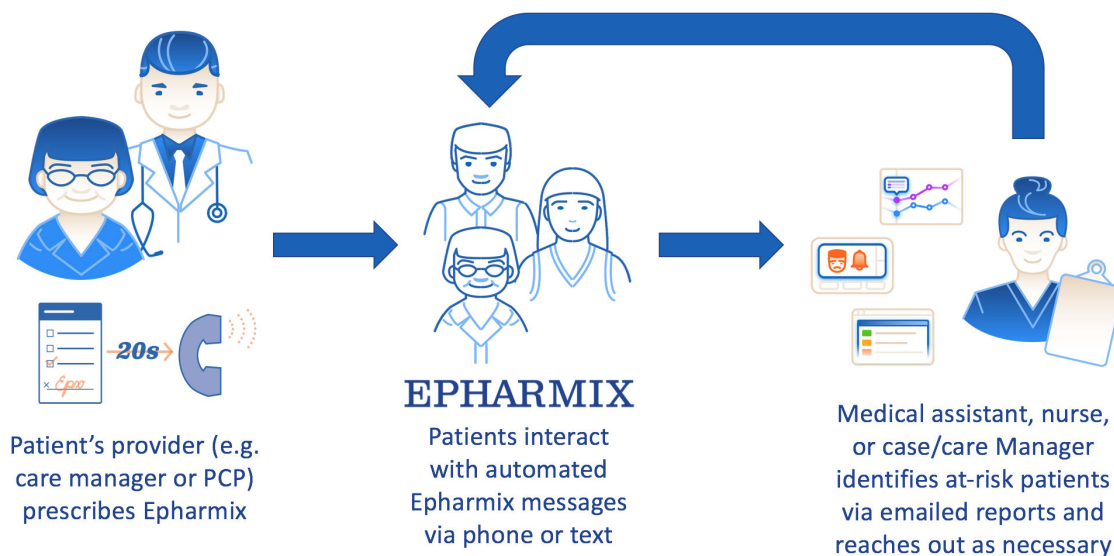 20s
× Epx
Patient's provider (e.g.
care manager or PCP)
prescribes Epharmix
EPHARMIX
Patients interact
with automated
Epharmix messages
via phone or text
Medical assistant, nurse,
or case/care Manager
identifies at-risk patients
via emailed reports and
reaches out as necessary